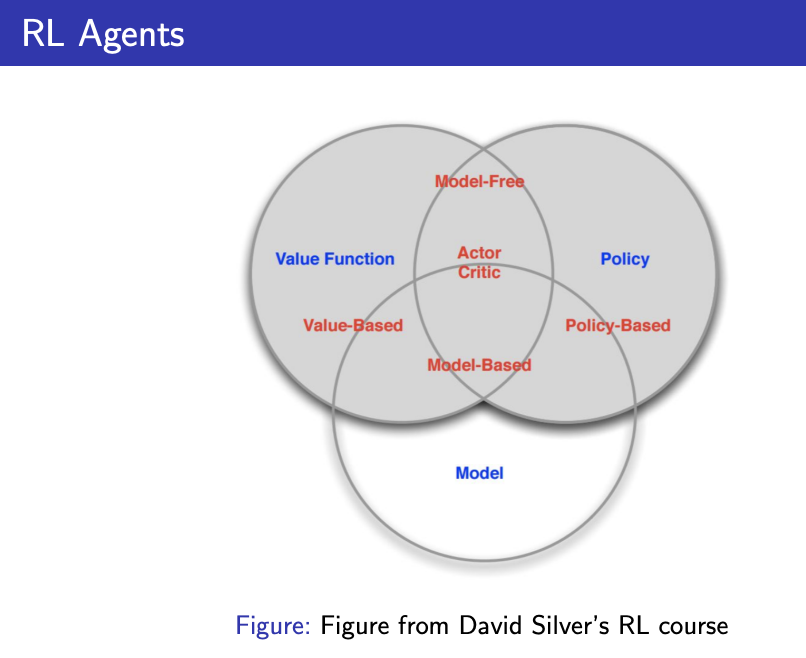 RL Agents
Model-Free
Value Function
Actor
Critic
Policy
Value-Based
Policy-Based
Model-Based
Model
Figure: Figure from David Silver's RL course